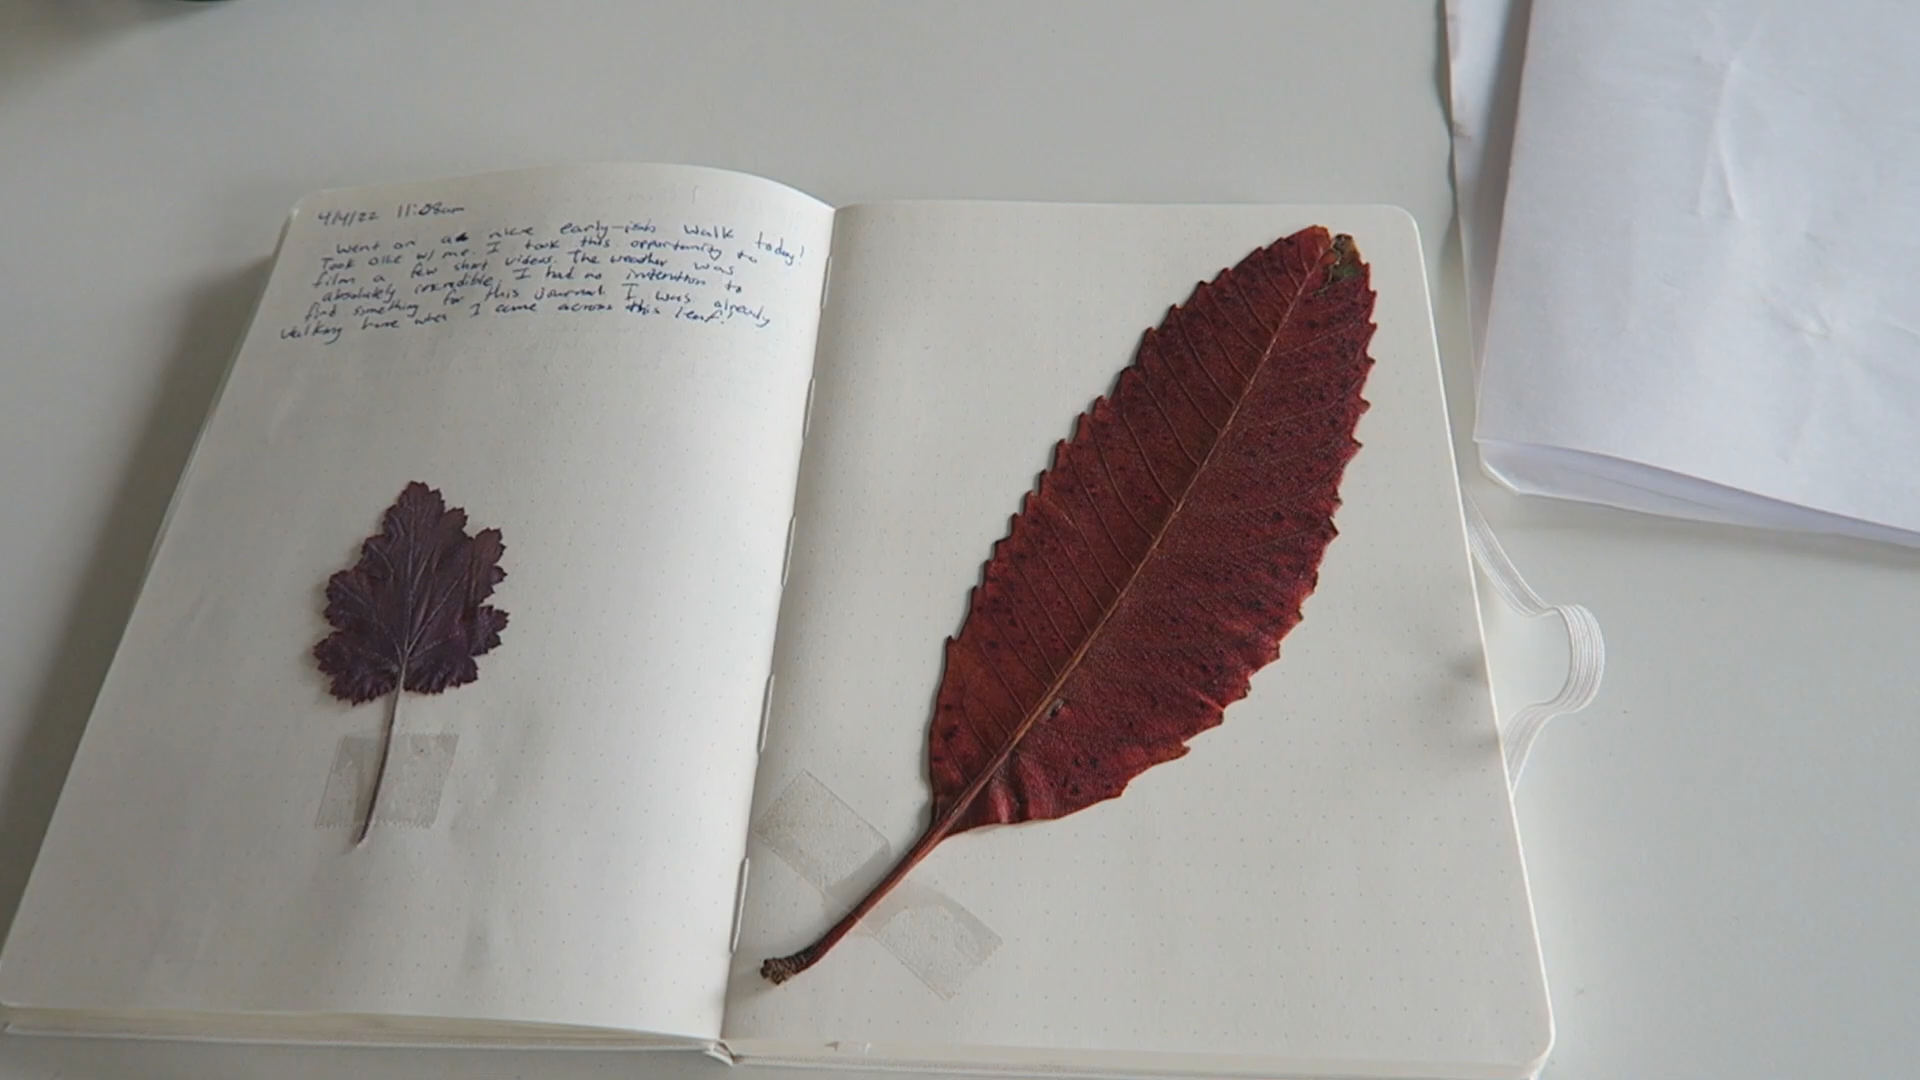 4/4/22 11:08am
Went on a nice early-ish walk today!
Took Ollie w/ me. I took this opportunity to
film a few short videos. The weather was
absolutely incredible, I had no intention to
find something for this journal. I was already
walking home when I came across this leaf!